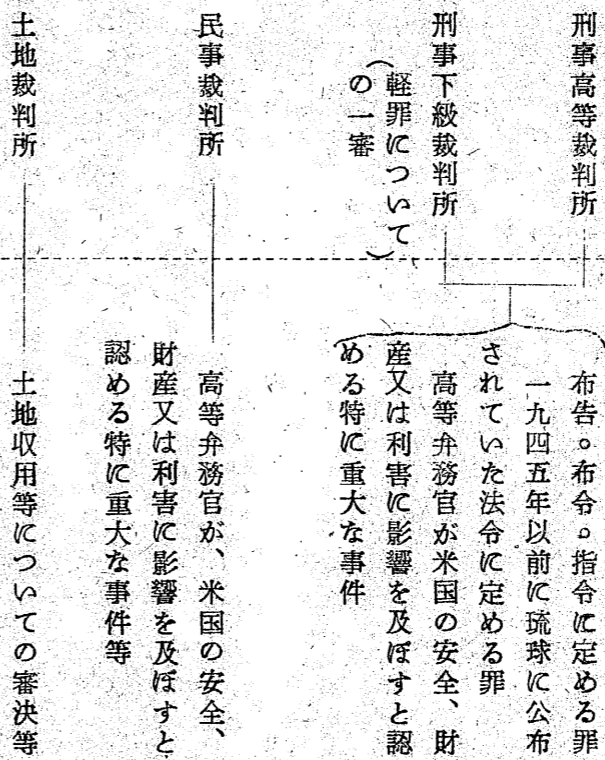 刑事高等裁判所
刑事下級裁判所
（軽罪について
の一審）
布告。布令。指令に定める罪
一九四五年以前に琉球に公布
されていた法令に定める罪
高等弁務官が米国の安全、財
産又は利害に影響を及ぼすと認
める特に重大な事件
民事裁判所
高等弁務官が、米国の安全、
財産又は利害に影響を及ぼすと
認める特に重大な事件等
土地裁判所
土地収用等についての審決等